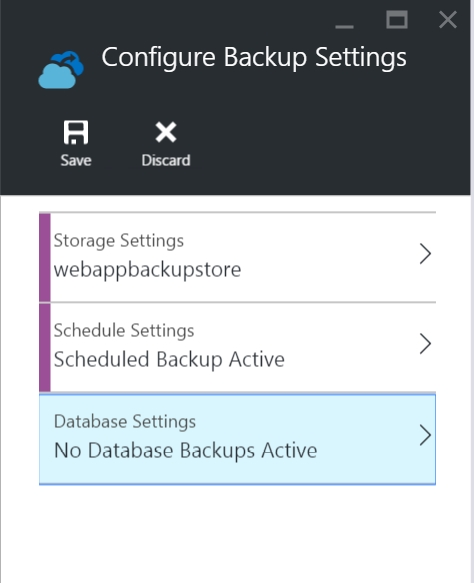 Configure Backup Settings
Save
Discard
Storage Settings
webappbackupstore
Schedule Settings
Scheduled Backup Active
Database Settings
No Database Backups Active